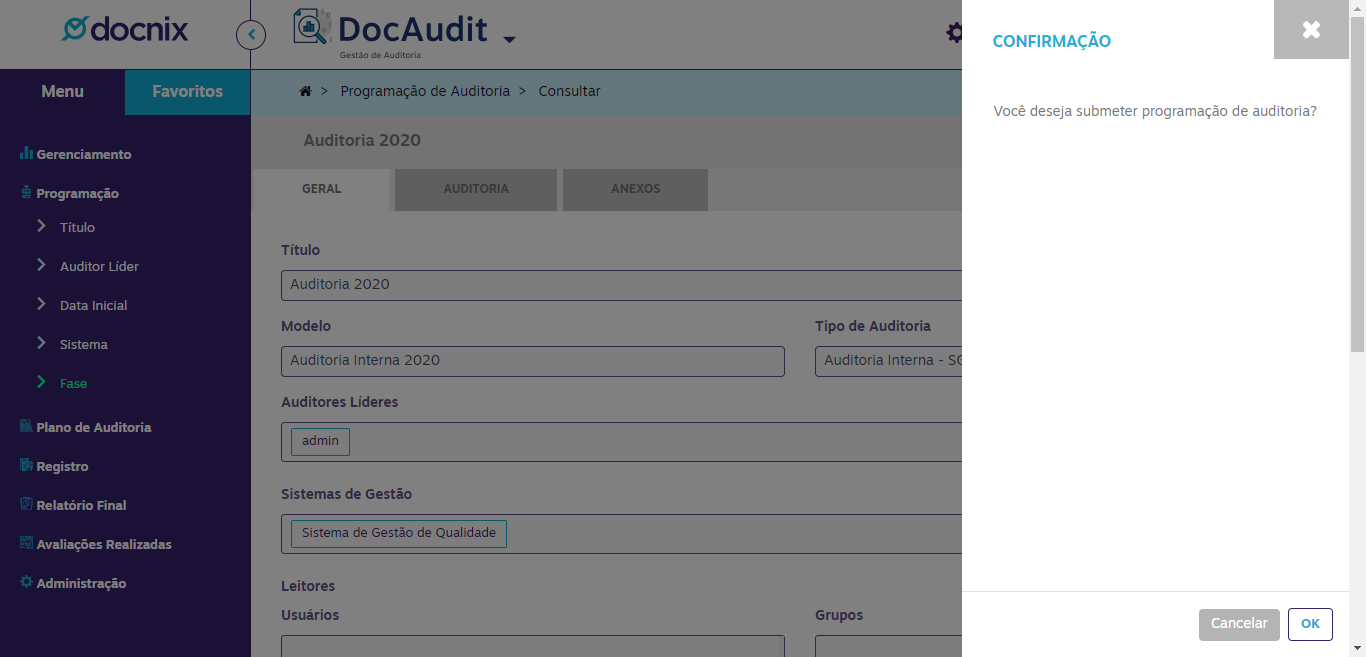 docnix
DocAudit
Gestão de Auditoria
Menu
Favoritos
> Programação de Auditoria > Consultar
Auditoria 2020
GERAL
AUDITORIA
ANEXOS
Gerenciamento
Programação
Título
Auditor Líder
Data Inicial
Sistema
Fase
Plano de Auditoria
Registro
Relatório Final
Avaliações Realizadas
Administração
Título
Auditoria 2020
Modelo
Tipo de Auditoria
Auditoria Interna 2020
Auditoria Interna - SG
Auditores Líderes
admin
Sistemas de Gestão
Sistema de Gestão de Qualidade
Leitores
Usuários
Grupos
CONFIRMAÇÃO
Você deseja submeter programação de auditoria?
Cancelar
OK